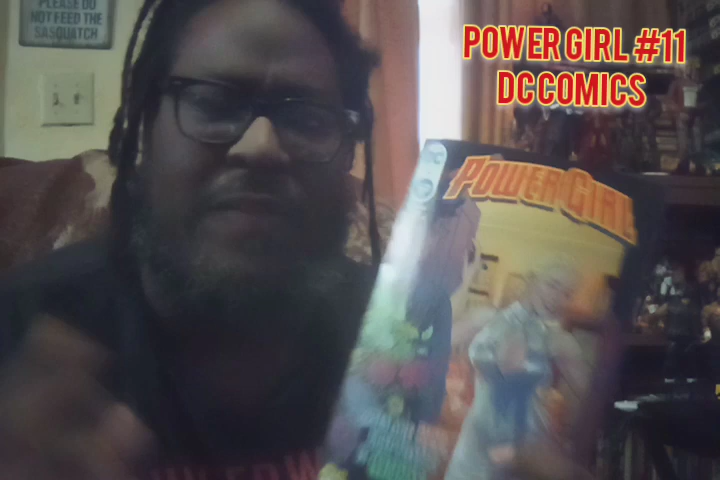 PLEASE DO
NOT FEED THE
SASQUATCH
POWER GIRL #11
DC COMICS
POWER GIRL